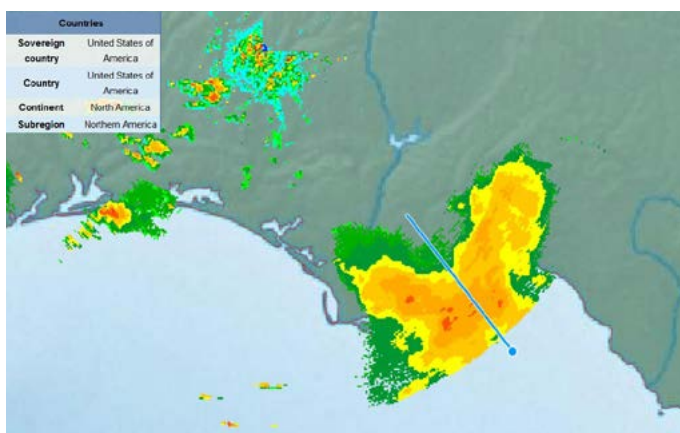 Countries
Sovereign country United States of America
Country United States of America
Continent North America
Subregion Northern America